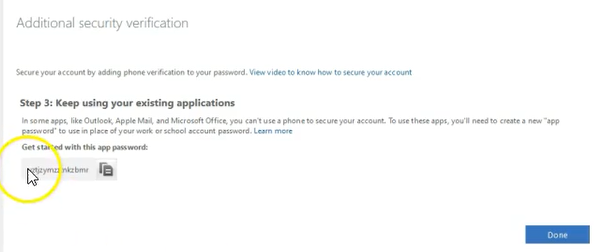 Additional security verification
Secure your account by adding phone verification to your password. View video to know how to secure your account
Step 3: Keep using your existing applications
In some apps, like Outlook, Apple Mail, and Microsoft Office, you can't use a phone to secure your account. To use these apps, you'll need to create a new "app
password" to use in place of your work or school account password. Learn more
Get started with this app password:
Done